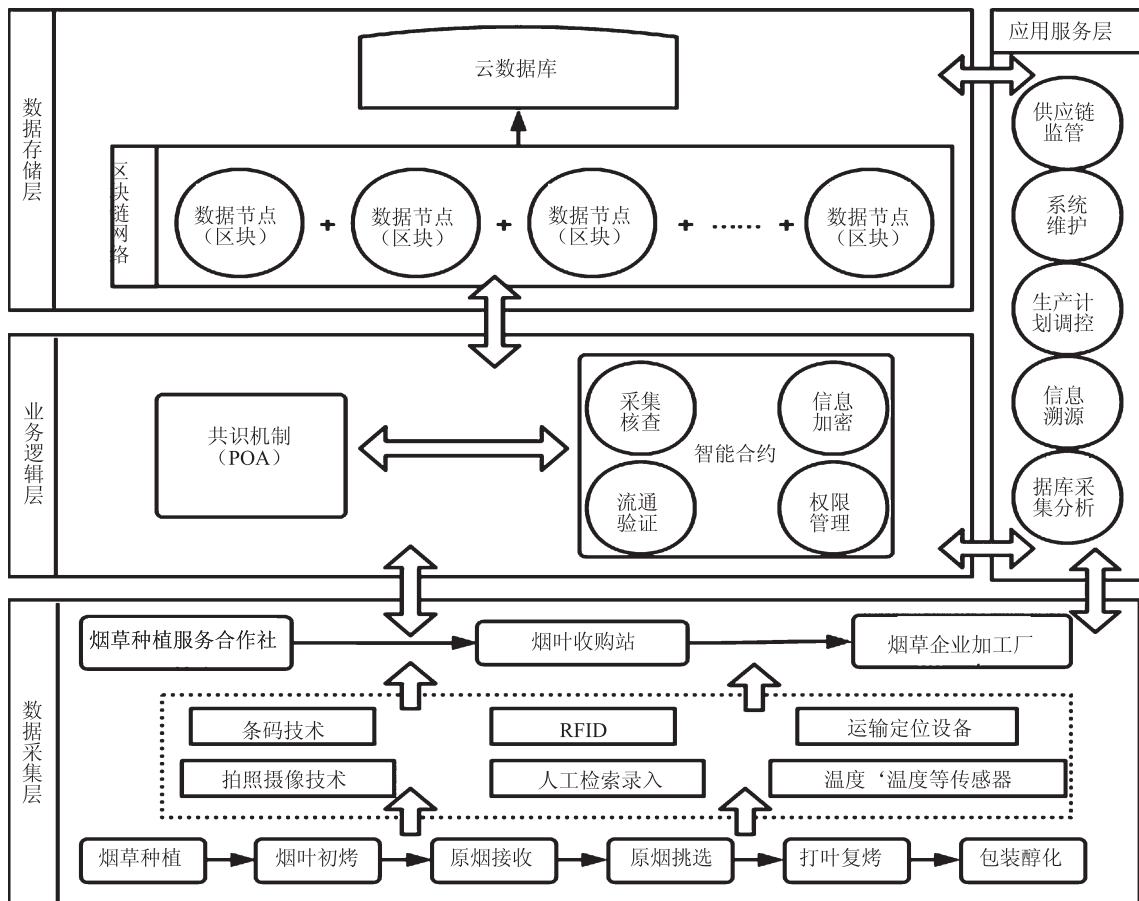 数据存储层
云数据库
区块链网络
数据节点
（区块）
+
数据节点
（区块）
+
数据节点
（区块）
+
……
+
数据节点
（区块）
应用服务层
供应链
监管
系统
维护
生产计
划调控
信息
溯源
据库采
集分析
业务逻辑层
共识机制
（POA）
采集
核查
信息
加密
智能合约
流通
验证
权限
管理
数据采集层
烟草种植服务合作社
烟叶收购站
烟草企业加工厂
条码技术
RFID
运输定位设备
拍照摄像技术
人工检索录入
温度‘温度等传感器
烟草种植
烟叶初烤
原烟接收
原烟挑选
打叶复烤
包装醇化